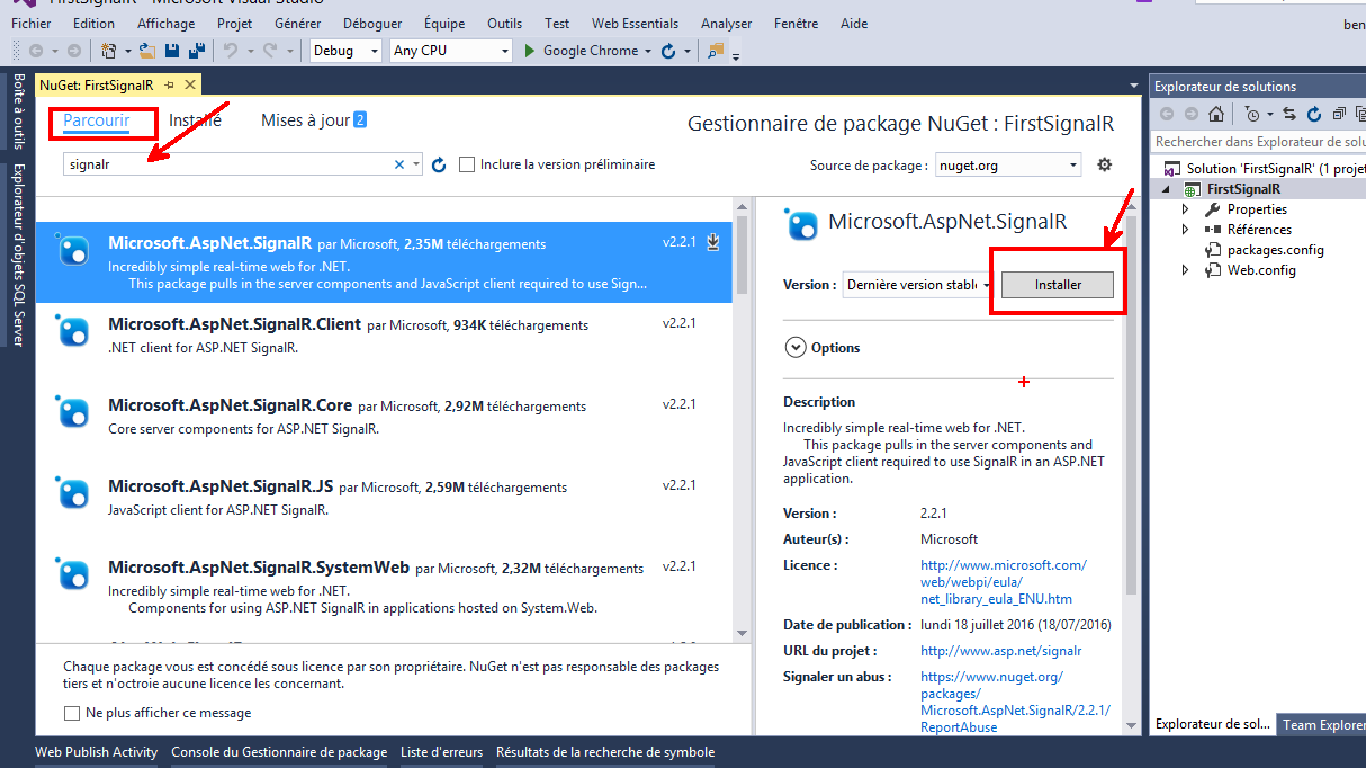 FirstSignalR - Microsoft Visual Studio
Fichier Edition Affichage Projet Générer Déboguer Équipe Outils Test Web Essentials Analyser Fenêtre Aide
ben
Debug Any CPU Google Chrome
Boîte à outils
Explorateur d'objets SQL Server
NuGet: FirstSignalR
Parcourir Installé Mises à jour 2
Gestionnaire de package NuGet : FirstSignalR
signalr
Inclure la version préliminaire
Source de package : nuget.org
Microsoft.AspNet.SignalR par Microsoft, 2,35M téléchargements v2.2.1
Incredibly simple real-time web for .NET.
This package pulls in the server components and JavaScript client required to use Sign...
Microsoft.AspNet.SignalR.Client par Microsoft, 934K téléchargements v2.2.1
.NET client for ASP.NET SignalR.
Microsoft.AspNet.SignalR.Core par Microsoft, 2,92M téléchargements v2.2.1
Core server components for ASP.NET SignalR.
Microsoft.AspNet.SignalR.JS par Microsoft, 2,59M téléchargements v2.2.1
JavaScript client for ASP.NET SignalR.
Microsoft.AspNet.SignalR.SystemWeb par Microsoft, 2,32M téléchargements v2.2.1
Incredibly simple real-time web for .NET.
Components for using ASP.NET SignalR in applications hosted on System.Web.
Chaque package vous est concédé sous licence par son propriétaire. NuGet n'est pas responsable des packages
tiers et n'octroie aucune licence les concernant.
Ne plus afficher ce message
Microsoft.AspNet.SignalR
Version : Dernière version stable Installer
Options
Description
Incredibly simple real-time web for .NET.
This package pulls in the server components and
JavaScript client required to use SignalR in an ASP.NET
application.
Version : 2.2.1
Auteur(s) : Microsoft
Licence : http://www.microsoft.com/
web/webpi/eula/
net_library_eula_ENU.htm
Date de publication : lundi 18 juillet 2016 (18/07/2016)
URL du projet : http://www.asp.net/signalr
Signaler un abus : https://www.nuget.org/
packages/
Microsoft.AspNet.SignalR/2.2.1/
ReportAbuse
Explorateur de solutions
Rechercher dans Explorateur de solu
Solution 'FirstSignalR' (1 projet
FirstSignalR
Properties
Références
packages.config
Web.config
Explorateur de sol... Team Explorer
Web Publish Activity Console du Gestionnaire de package Liste d'erreurs Résultats de la recherche de symbole